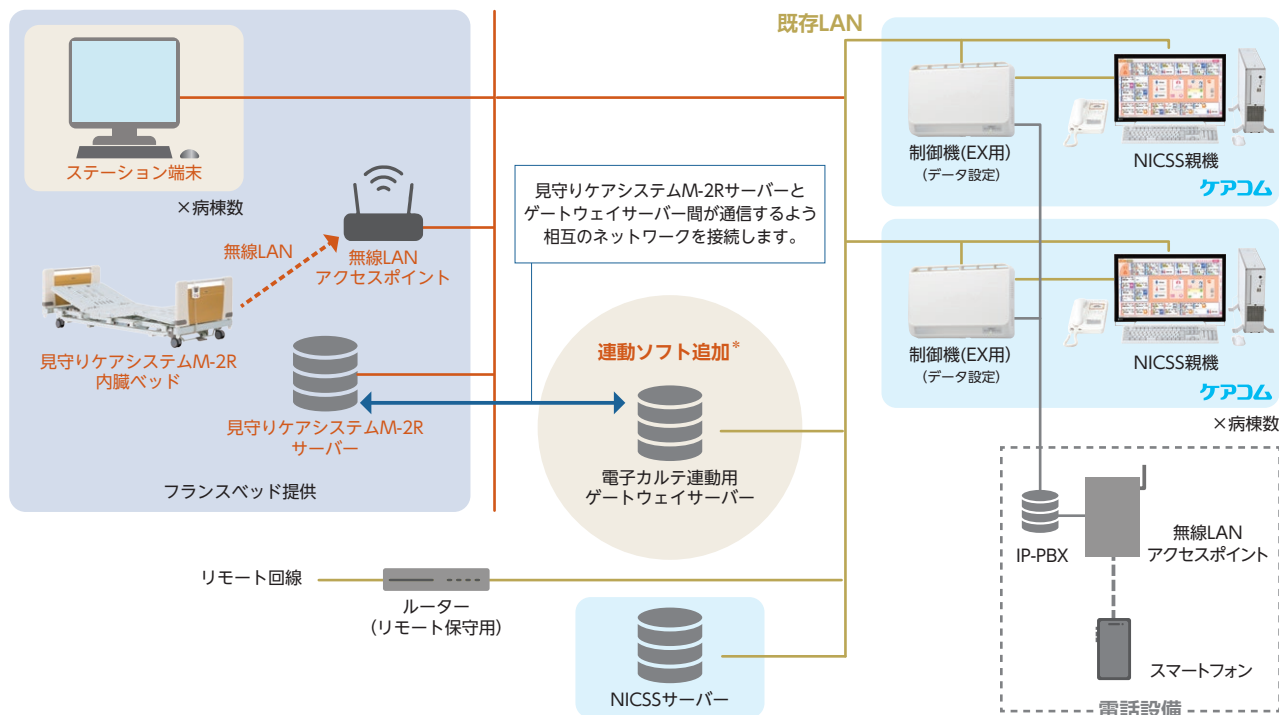 既存LAN
ステーション端末
×病棟数
無線LAN
無線LAN
アクセスポイント
見守りケアシステムM-2R
内臓ベッド
見守りケアシステムM-2R
サーバー
フランスベッド提供
見守りケアシステムM-2Rサーバーと
ゲートウェイサーバー間が通信するよう
相互のネットワークを接続します。
連動ソフト追加*
電子カルテ連動用
ゲートウェイサーバー
リモート回線
ルーター
(リモート保守用)
NICSSサーバー
制御機(EX用)
(データ設定)
NICSS親機
ケアコム
制御機(EX用)
(データ設定)
NICSS親機
ケアコム
×病棟数
IP-PBX
無線LAN
アクセスポイント
スマートフォン
電話設備